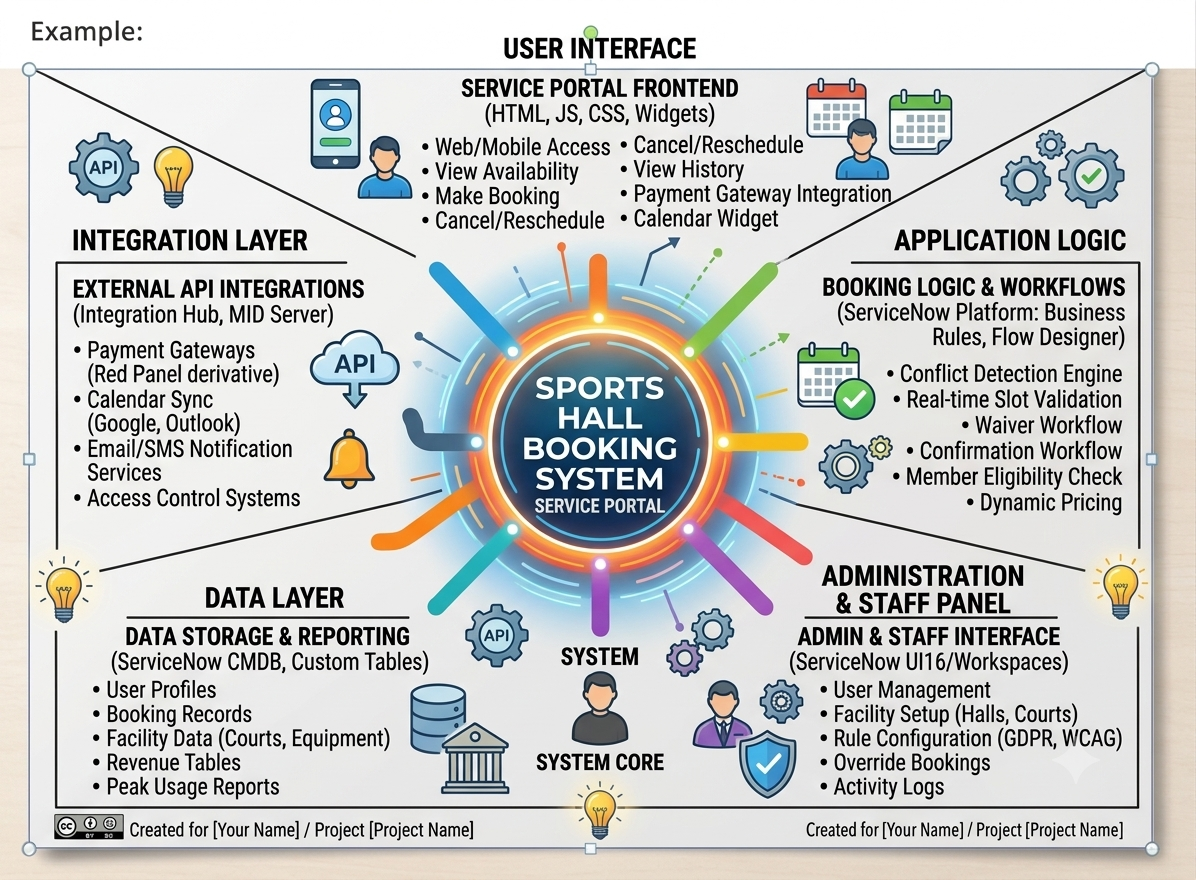 Example:
USER INTERFACE
SERVICE PORTAL FRONTEND
(HTML, JS, CSS, Widgets)
• Web/Mobile Access
• View Availability
• Make Booking
• Cancel/Reschedule
• Cancel/Reschedule
• View History
• Payment Gateway Integration
• Calendar Widget
API
INTEGRATION LAYER
EXTERNAL API INTEGRATIONS
(Integration Hub, MID Server)
• Payment Gateways
(Red Panel derivative)
• Calendar Sync
(Google, Outlook)
• Email/SMS Notification
Services
• Access Control Systems
API
SPORTS
HALL
BOOKING
SYSTEM
SERVICE PORTAL
APPLICATION LOGIC
BOOKING LOGIC & WORKFLOWS
(ServiceNow Platform: Business
Rules, Flow Designer)
• Conflict Detection Engine
• Real-time Slot Validation
• Waiver Workflow
• Confirmation Workflow
• Member Eligibility Check
• Dynamic Pricing
DATA LAYER
DATA STORAGE & REPORTING
(ServiceNow CMDB, Custom Tables)
• User Profiles
• Booking Records
• Facility Data (Courts, Equipment)
• Revenue Tables
• Peak Usage Reports
API
SYSTEM
SYSTEM CORE
ADMINISTRATION
& STAFF PANEL
ADMIN & STAFF INTERFACE
(ServiceNow UI16/Workspaces)
• User Management
• Facility Setup (Halls, Courts)
• Rule Configuration (GDPR, WCAG)
• Override Bookings
• Activity Logs
cc
Created for [Your Name] / Project [Project Name]
Created for [Your Name] / Project [Project Name]